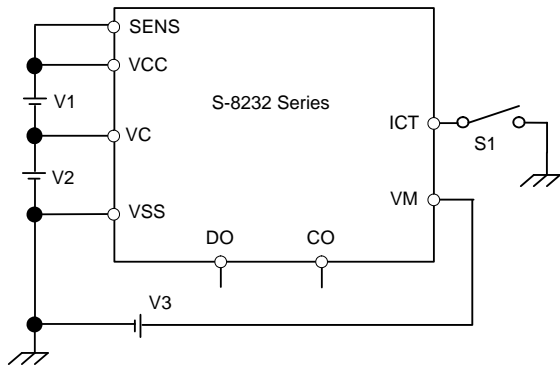 SENS
VCC
S-8232 Series
V1
ICT
VC
S1
V2
VM
VSS
DO
CO
V3